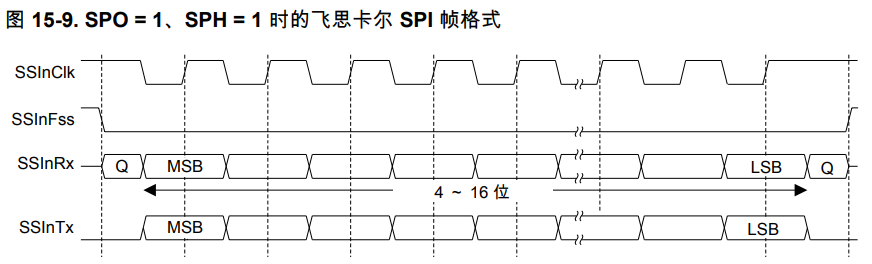 图 15-9. SPO = 1、SPH = 1 时的飞思卡尔 SPI 帧格式
SSInClk
SSInFss
SSInRx Q MSB LSB Q
4 ~ 16 位
SSInTx MSB LSB